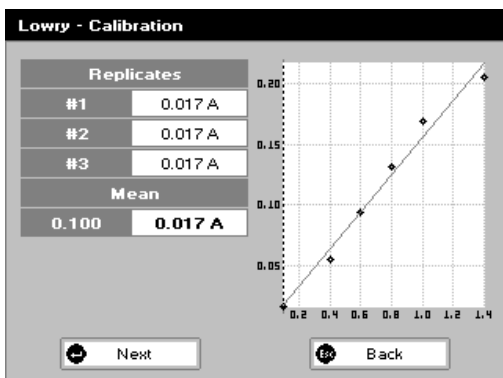 Lowry - Calibration
Replicates
#1 0.017 A
#2 0.017 A
#3 0.017 A
Mean
0.100 0.017 A
0.20
0.15
0.10
0.05
0.2 0.4 0.6 0.8 1.0 1.2 1.4
Next
Esc Back